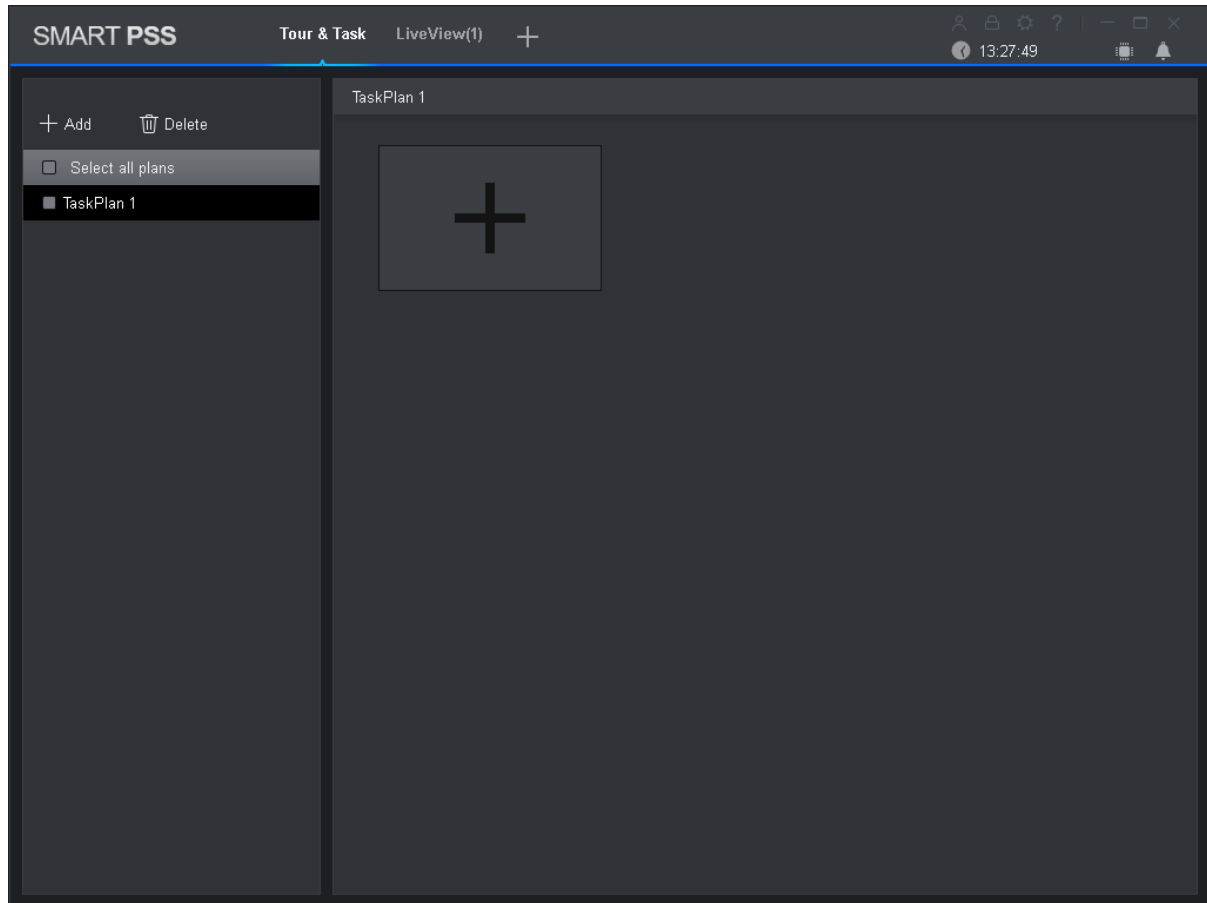 SMART PSS
Tour & Task
LiveView(1)
13:27:49
Add
Delete
Select all plans
TaskPlan 1
TaskPlan 1